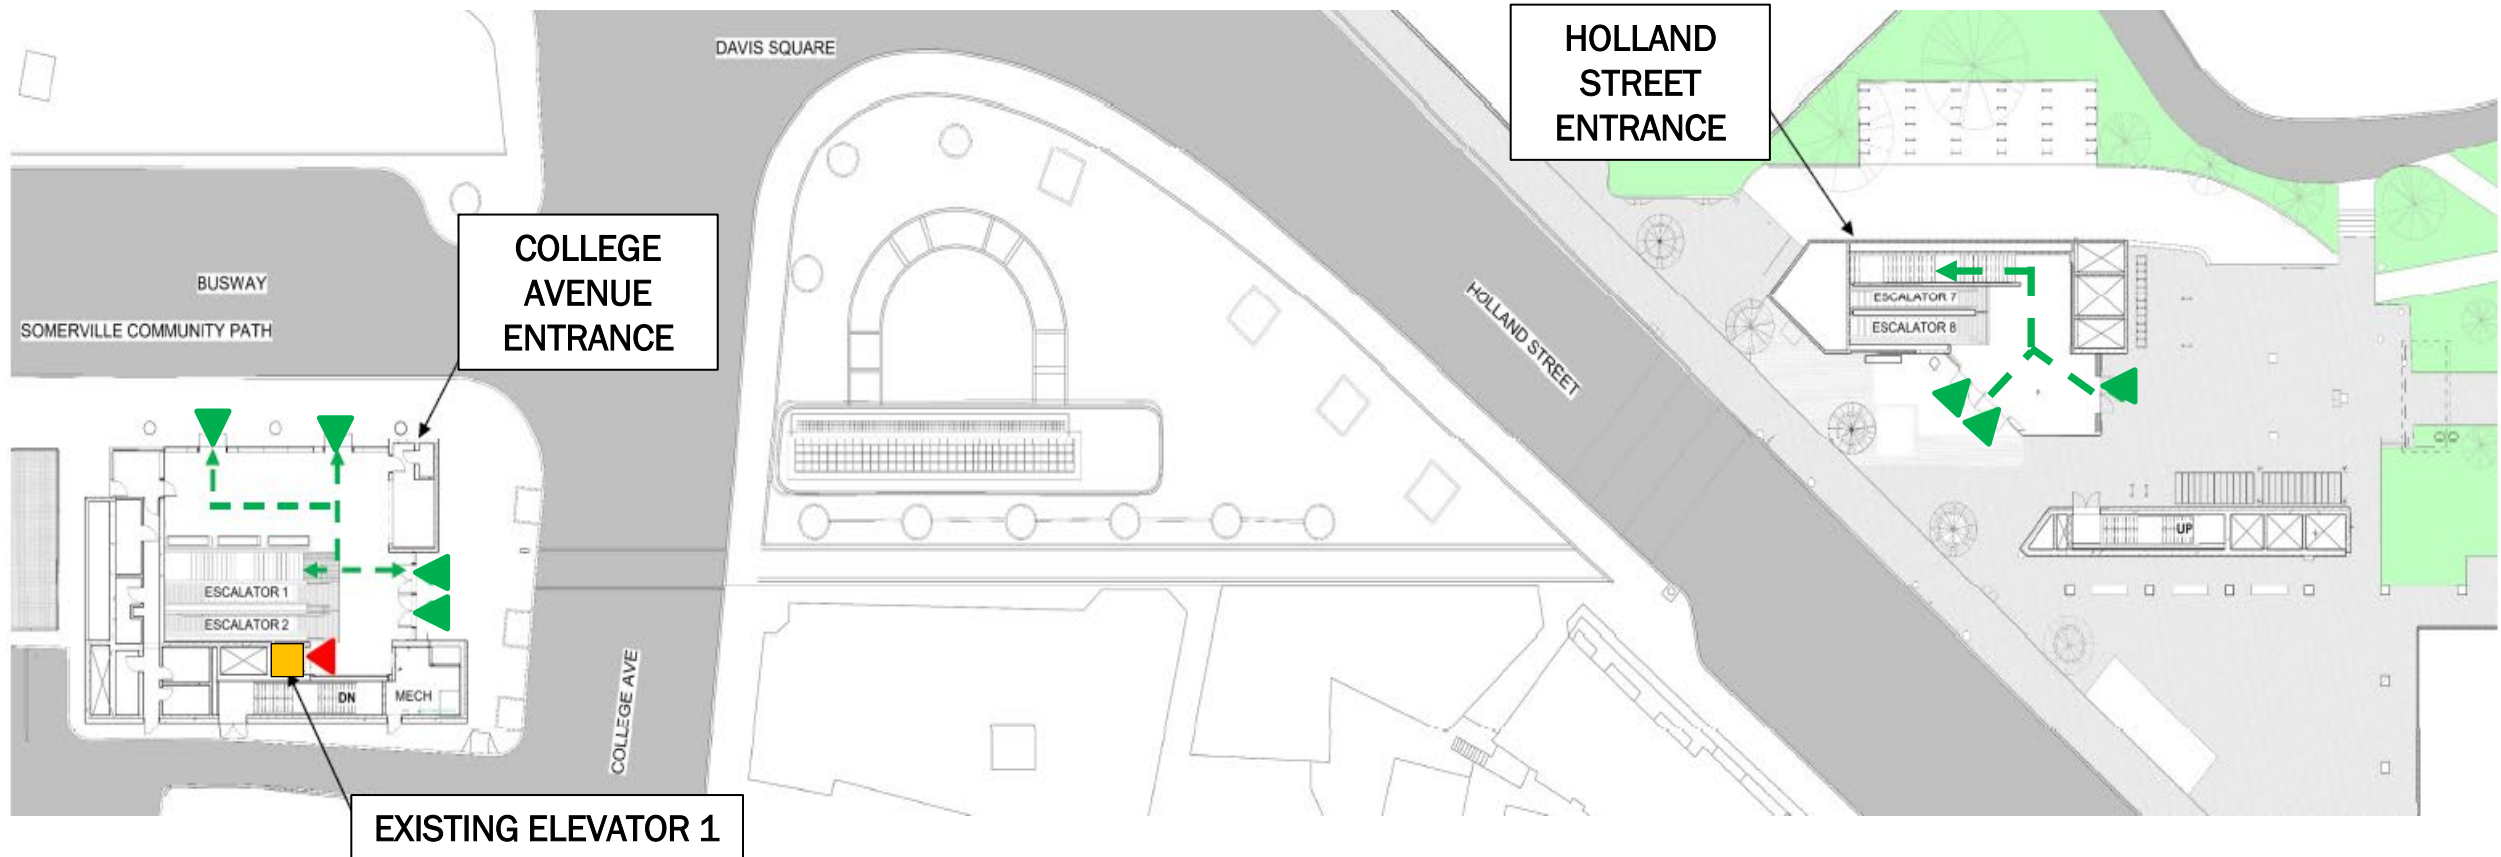 DAVIS SQUARE
HOLLAND
STREET
ENTRANCE
COLLEGE
AVENUE
ENTRANCE
BUSWAY
SOMERVILLE COMMUNITY PATH
HOLLAND STREET
ESCALATOR 7
ESCALATOR 8
ESCALATOR 1
ESCALATOR 2
UP
DN
MECH
COLLEGE AVE
EXISTING ELEVATOR 1